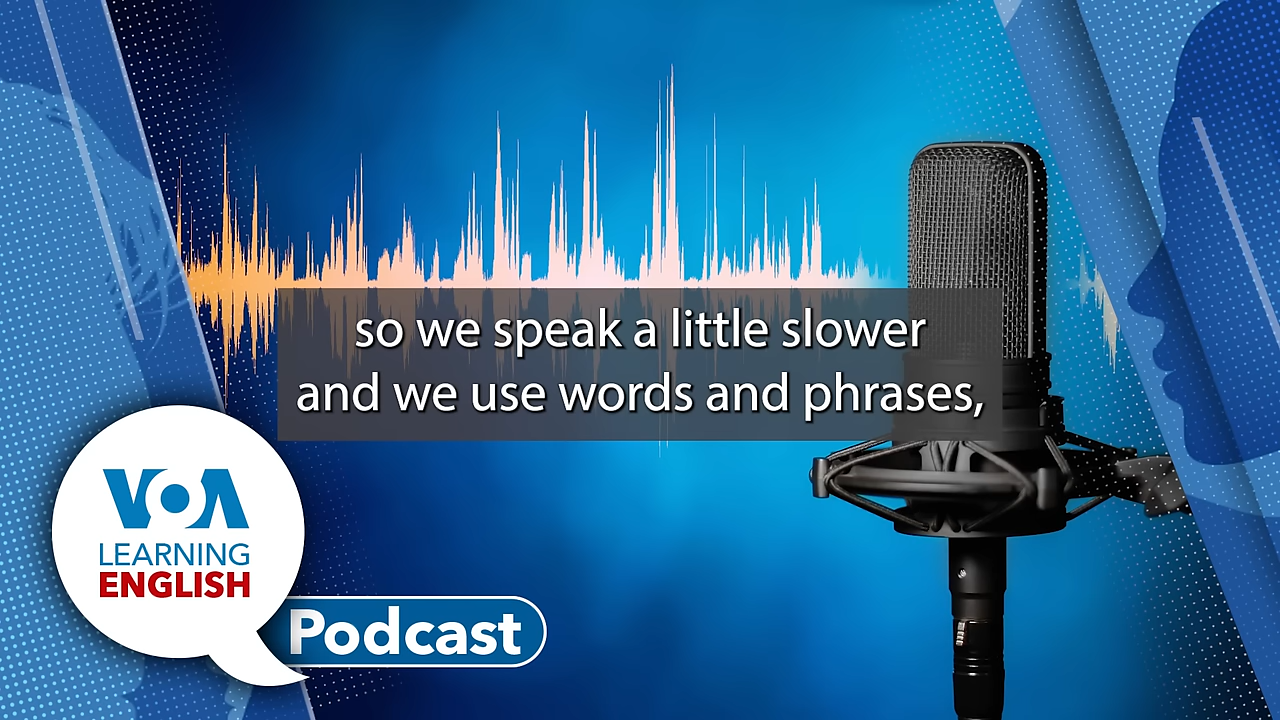 so we speak a little slower
and we use words and phrases,
VOA
LEARNING
ENGLISH
Podcast